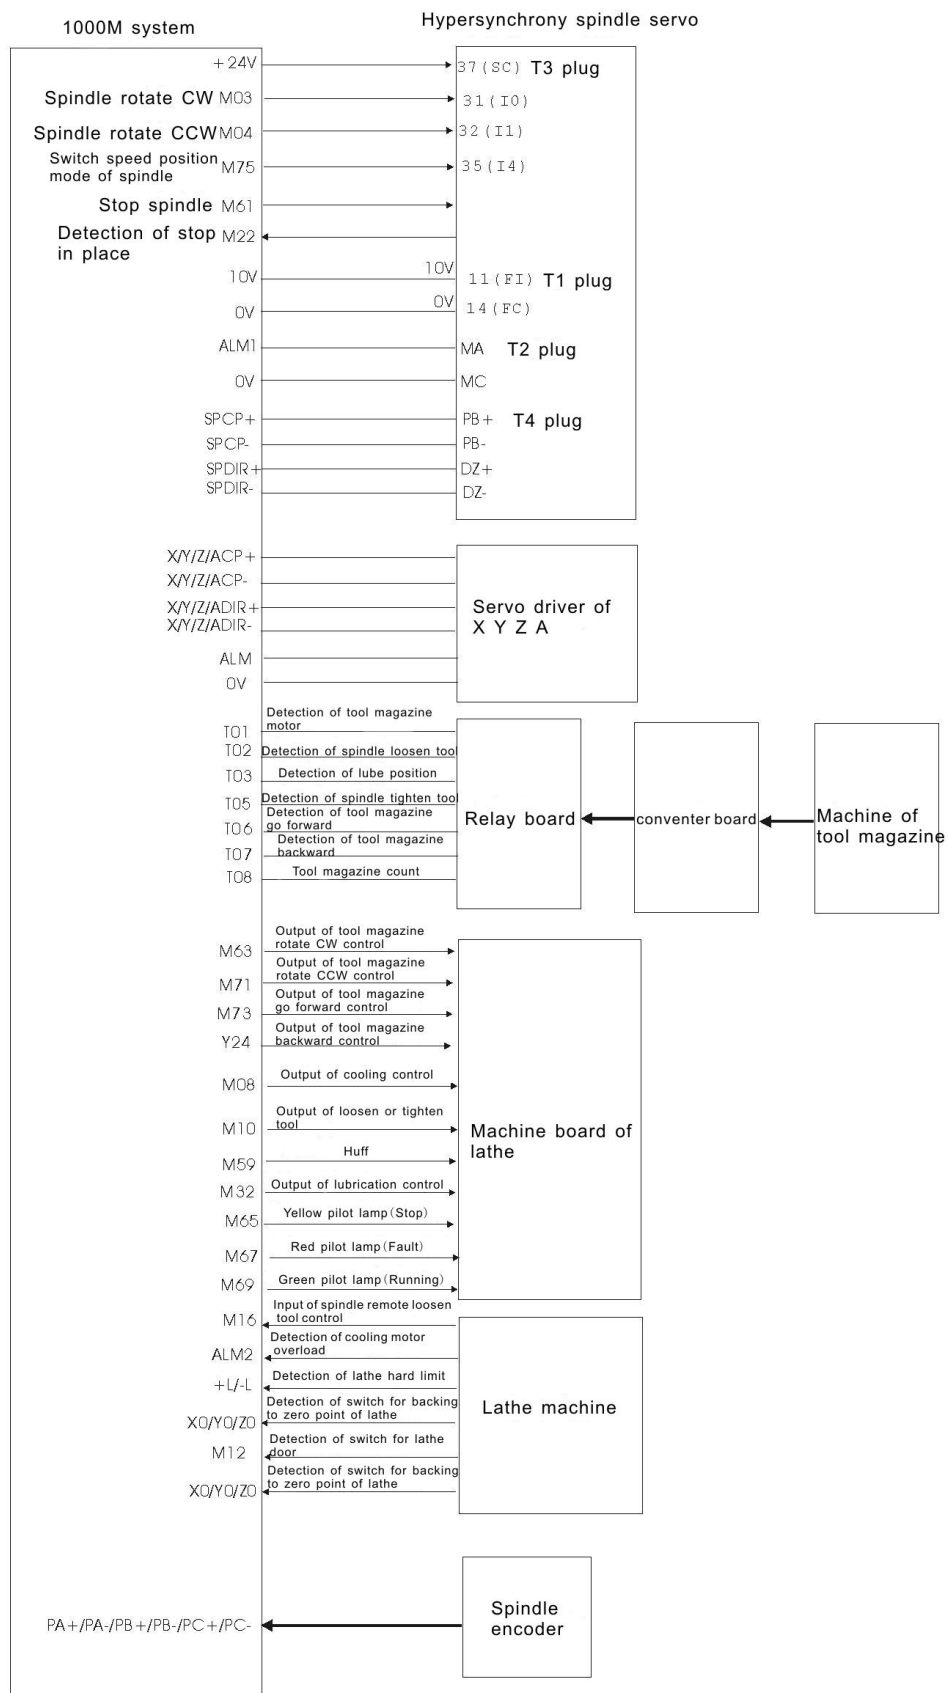 1000M system
Hypersynchrony spindle servo
+24V
37(SC) T3 plug
Spindle rotate CW M03
31(I0)
Spindle rotate CCW M04
32(I1)
Switch speed position
mode of spindle
M75
35(I4)
Stop spindle M61
Detection of stop
in place
M22
10V
10V
11(FI) T1 plug
0V
0V
14(FC)
ALM1
MA T2 plug
0V
MC
SPCP+
PB+ T4 plug
SPCP-
PB-
SPDIR+
DZ+
SPDIR-
DZ-
X/Y/Z/ACP+
X/Y/Z/ACP-
X/Y/Z/ADIR+
X/Y/Z/ADIR-
ALM
0V
Servo driver of
X Y Z A
T01
Detection of tool magazine
motor
T02
Detection of spindle loosen tool
T03
Detection of lube position
T05
Detection of spindle tighten tool
T06
Detection of tool magazine
go forward
T07
Detection of tool magazine
backward
T08
Tool magazine count
Relay board
conventer board
Machine of
tool magazine
M63
Output of tool magazine
rotate CW control
M71
Output of tool magazine
rotate CCW control
M73
Output of tool magazine
go forward control
Y24
Output of tool magazine
backward control
M08
Output of cooling control
M10
Output of loosen or tighten
tool
M59
Huff
M32
Output of lubrication control
M65
Yellow pilot lamp(Stop)
M67
Red pilot lamp(Fault)
M69
Green pilot lamp(Running)
Machine board of
lathe
M16
Input of spindle remote loosen
tool control
ALM2
Detection of cooling motor
overload
+L/-L
Detection of lathe hard limit
X0/Y0/Z0
Detection of switch for backing
to zero point of lathe
M12
Detection of switch for lathe
door
X0/Y0/Z0
Detection of switch for backing
to zero point of lathe
Lathe machine
PA+/PA-/PB+/PB-/PC+/PC-
Spindle
encoder